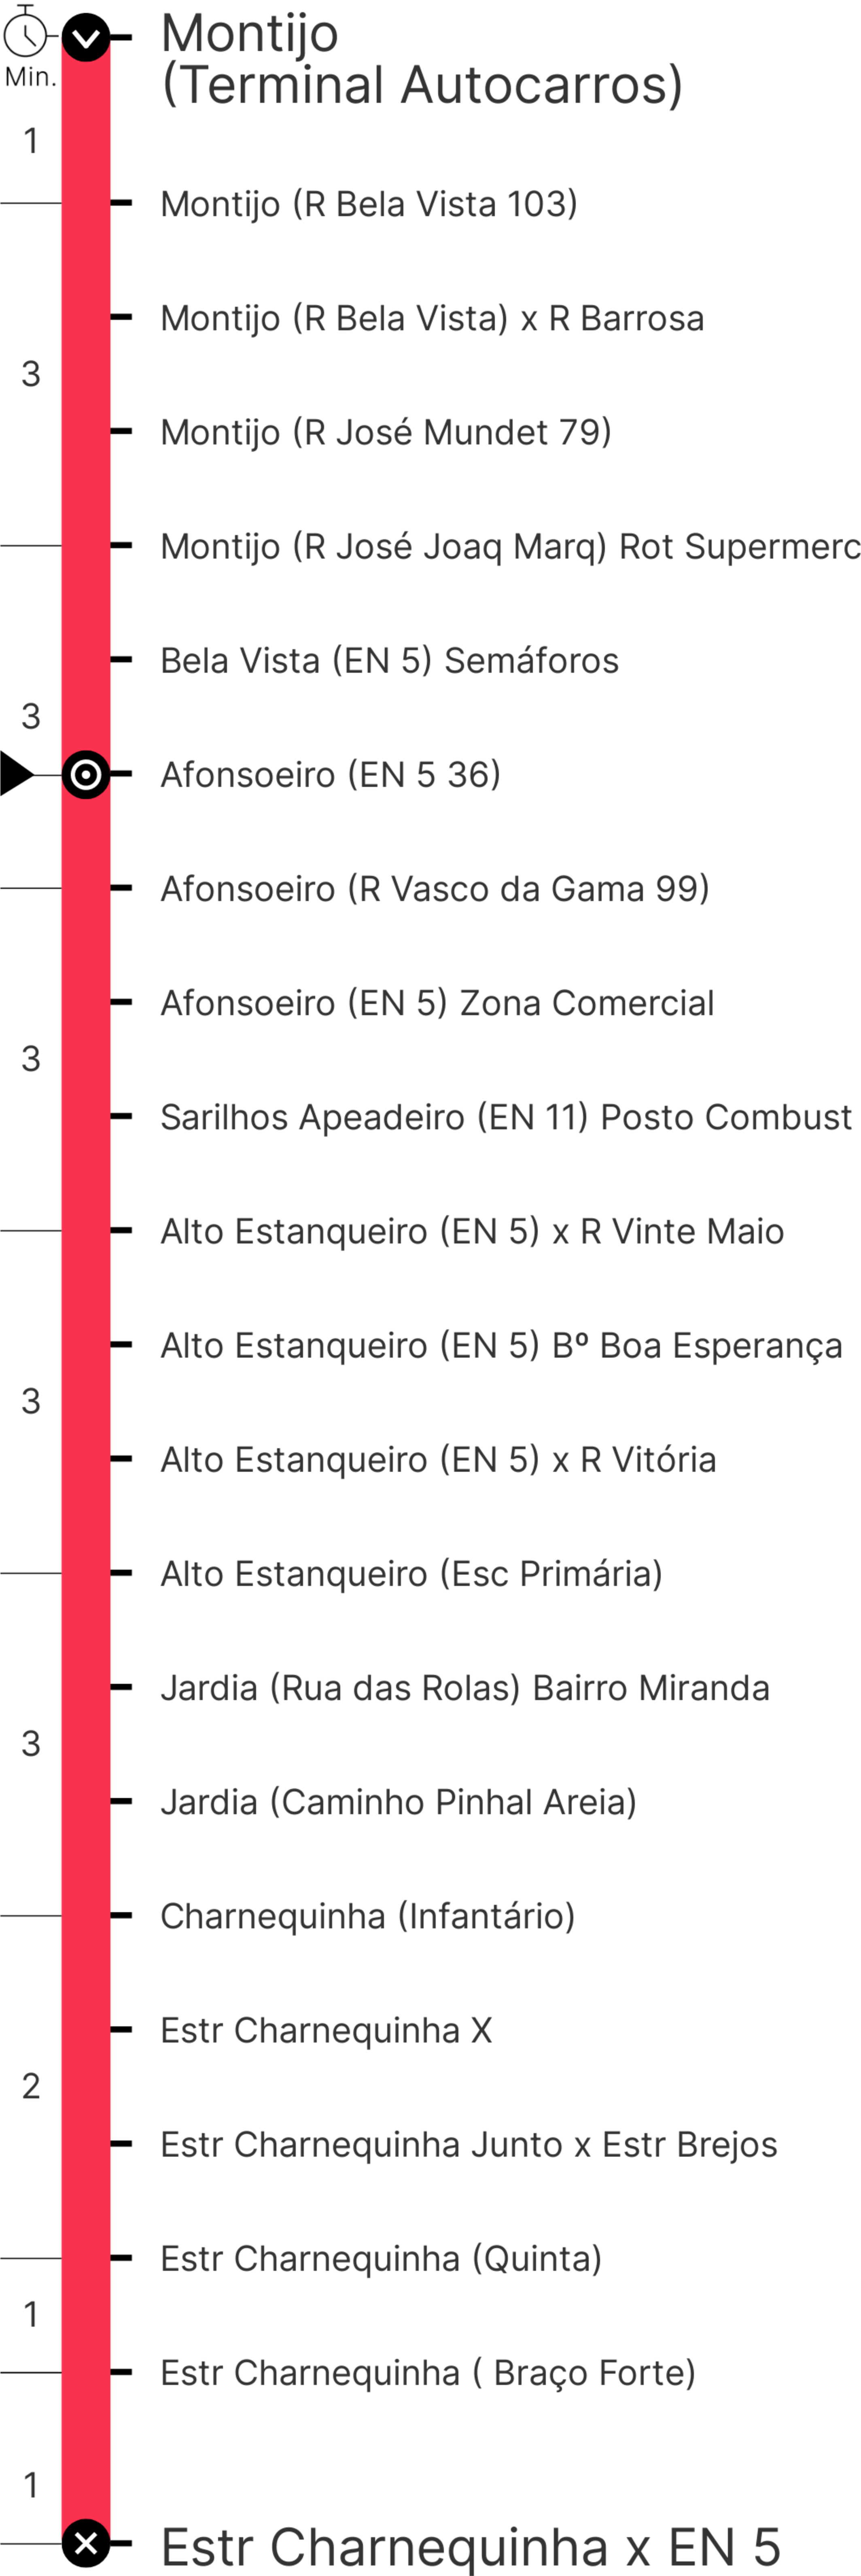 Min.
Montijo
(Terminal Autocarros)
1
Montijo (R Bela Vista 103)
Montijo (R Bela Vista) x R Barrosa
3
Montijo (R José Mundet 79)
Montijo (R José Joaq Marq) Rot Supermerc
Bela Vista (EN 5) Semáforos
3
Afonsoeiro (EN 5 36)
Afonsoeiro (R Vasco da Gama 99)
Afonsoeiro (EN 5) Zona Comercial
3
Sarilhos Apeadeiro (EN 11) Posto Combust
Alto Estanqueiro (EN 5) x R Vinte Maio
Alto Estanqueiro (EN 5) Bº Boa Esperança
3
Alto Estanqueiro (EN 5) x R Vitória
Alto Estanqueiro (Esc Primária)
Jardia (Rua das Rolas) Bairro Miranda
3
Jardia (Caminho Pinhal Areia)
Charnequinha (Infantário)
Estr Charnequinha X
2
Estr Charnequinha Junto x Estr Brejos
Estr Charnequinha (Quinta)
1
Estr Charnequinha ( Braço Forte)
1
Estr Charnequinha x EN 5